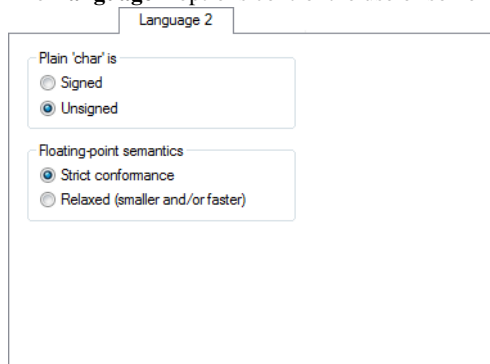 Language 2
Plain 'char' is
Signed
Unsigned
Floating-point semantics
Strict conformance
Relaxed (smaller and/or faster)